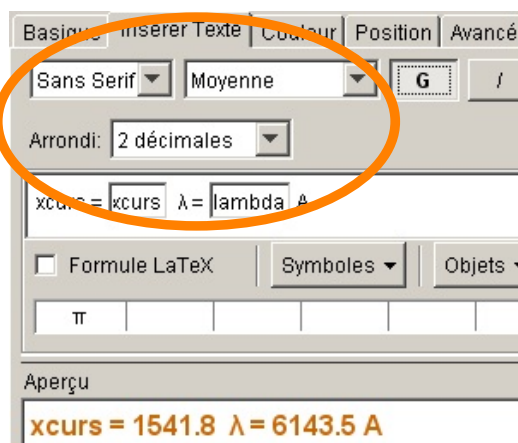 Basique Insérer Texte Couleur Position Avancé
Sans Serif Moyenne G I
Arrondi: 2 décimales
xcurs = xcurs λ = lambda A
Formule LaTeX Symboles Objets
π
Aperçu
xcurs = 1541.8 λ = 6143.5 A